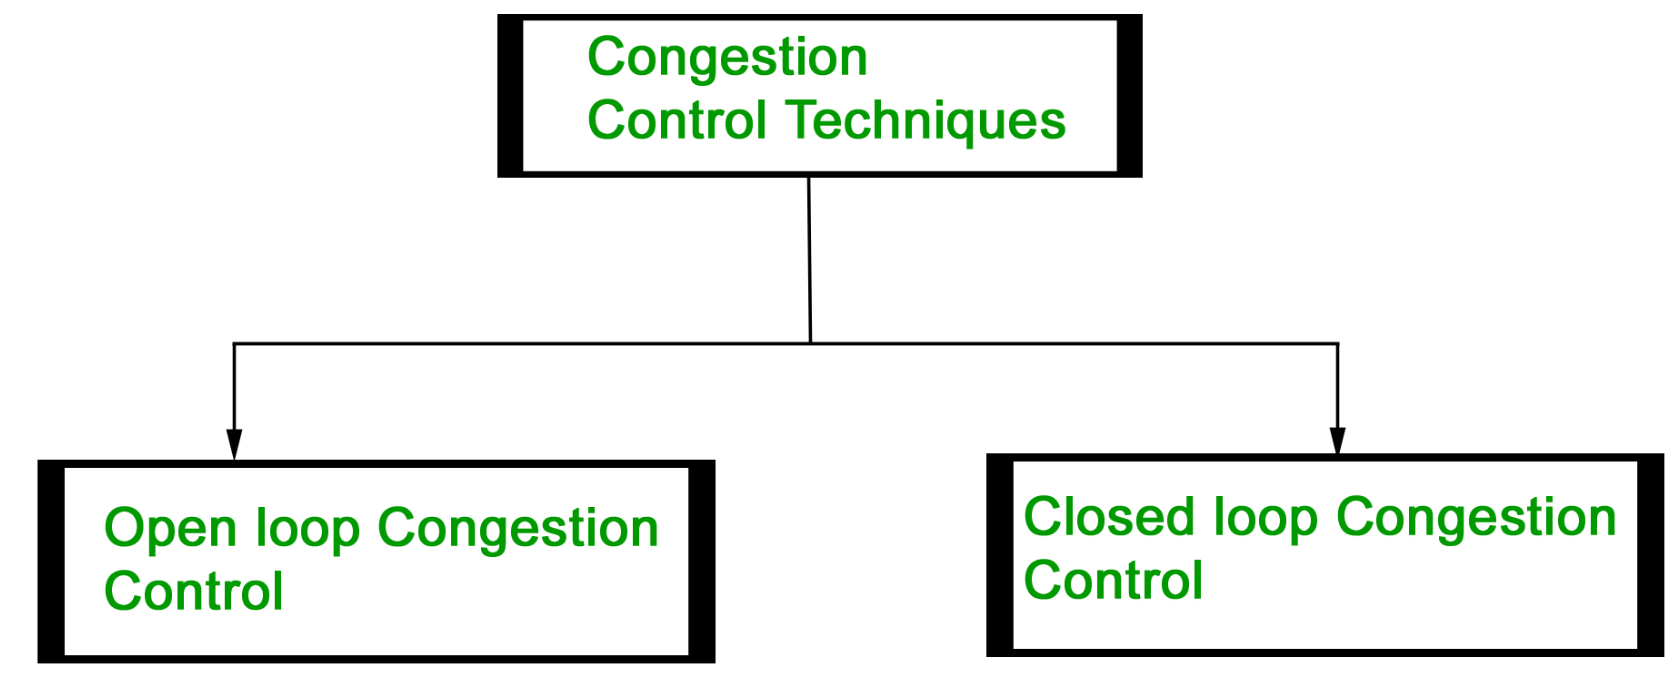 Congestion
Control Techniques
Open loop Congestion
Control
Closed loop Congestion
Control